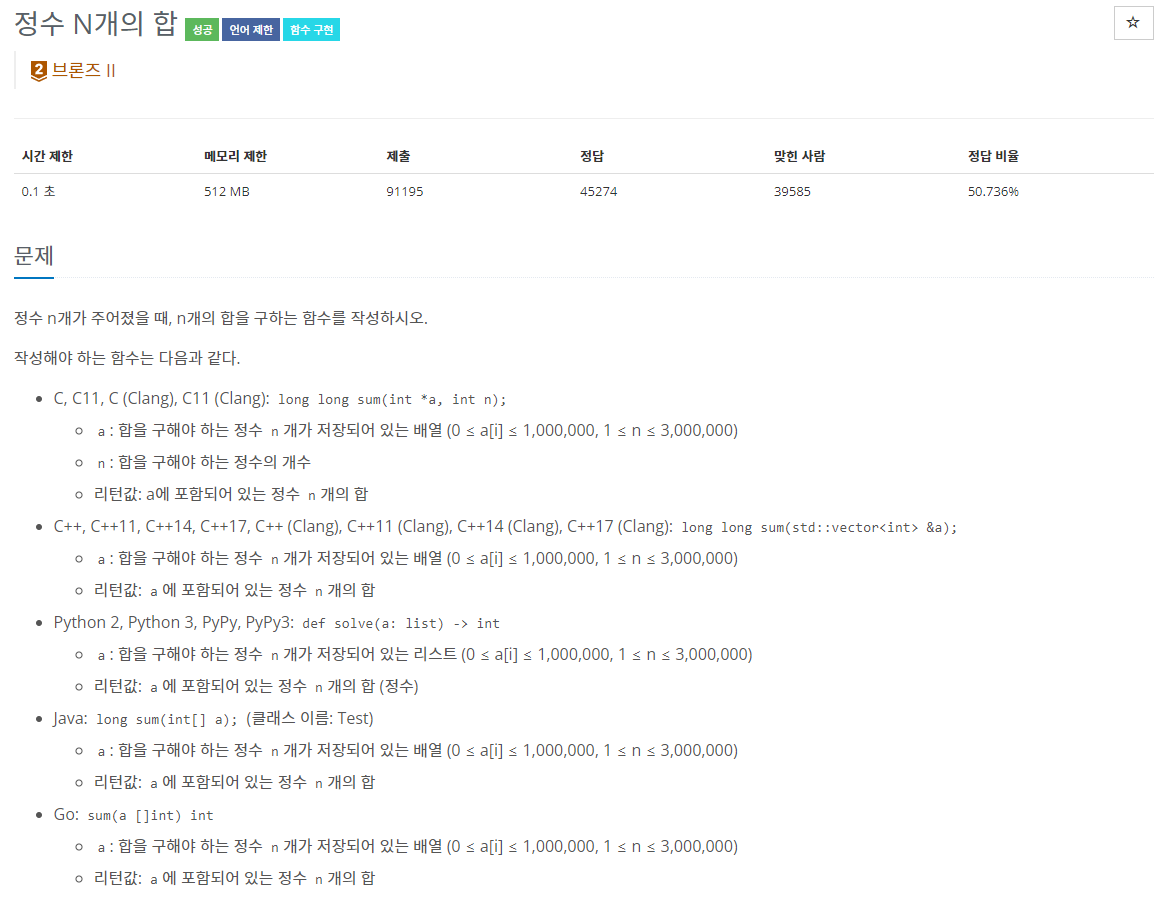 정수 N개의 합 성공 언어 제한 함수 구현
☆
2 브론즈 II
시간 제한 메모리 제한 제출 정답 맞힌 사람 정답 비율
0.1 초 512 MB 91195 45274 39585 50.736%
문제
정수 n개가 주어졌을 때, n개의 합을 구하는 함수를 작성하시오.
작성해야 하는 함수는 다음과 같다.
• C, C11, C (Clang), C11 (Clang): long long sum(int *a, int n);
◦ a : 합을 구해야 하는 정수 n 개가 저장되어 있는 배열 (0 ≤ a[i] ≤ 1,000,000, 1 ≤ n ≤ 3,000,000)
◦ n : 합을 구해야 하는 정수의 개수
◦ 리턴값: a에 포함되어 있는 정수 n 개의 합
• C++, C++11, C++14, C++17, C++ (Clang), C++11 (Clang), C++14 (Clang), C++17 (Clang): long long sum(std::vector<int> &a);
◦ a : 합을 구해야 하는 정수 n 개가 저장되어 있는 배열 (0 ≤ a[i] ≤ 1,000,000, 1 ≤ n ≤ 3,000,000)
◦ 리턴값: a 에 포함되어 있는 정수 n 개의 합
• Python 2, Python 3, PyPy, PyPy3: def solve(a: list) -> int
◦ a : 합을 구해야 하는 정수 n 개가 저장되어 있는 리스트 (0 ≤ a[i] ≤ 1,000,000, 1 ≤ n ≤ 3,000,000)
◦ 리턴값: a 에 포함되어 있는 정수 n 개의 합 (정수)
• Java: long sum(int[] a); (클래스 이름: Test)
◦ a : 합을 구해야 하는 정수 n 개가 저장되어 있는 배열 (0 ≤ a[i] ≤ 1,000,000, 1 ≤ n ≤ 3,000,000)
◦ 리턴값: a 에 포함되어 있는 정수 n 개의 합
• Go: sum(a []int) int
◦ a : 합을 구해야 하는 정수 n 개가 저장되어 있는 배열 (0 ≤ a[i] ≤ 1,000,000, 1 ≤ n ≤ 3,000,000)
◦ 리턴값: a 에 포함되어 있는 정수 n 개의 합